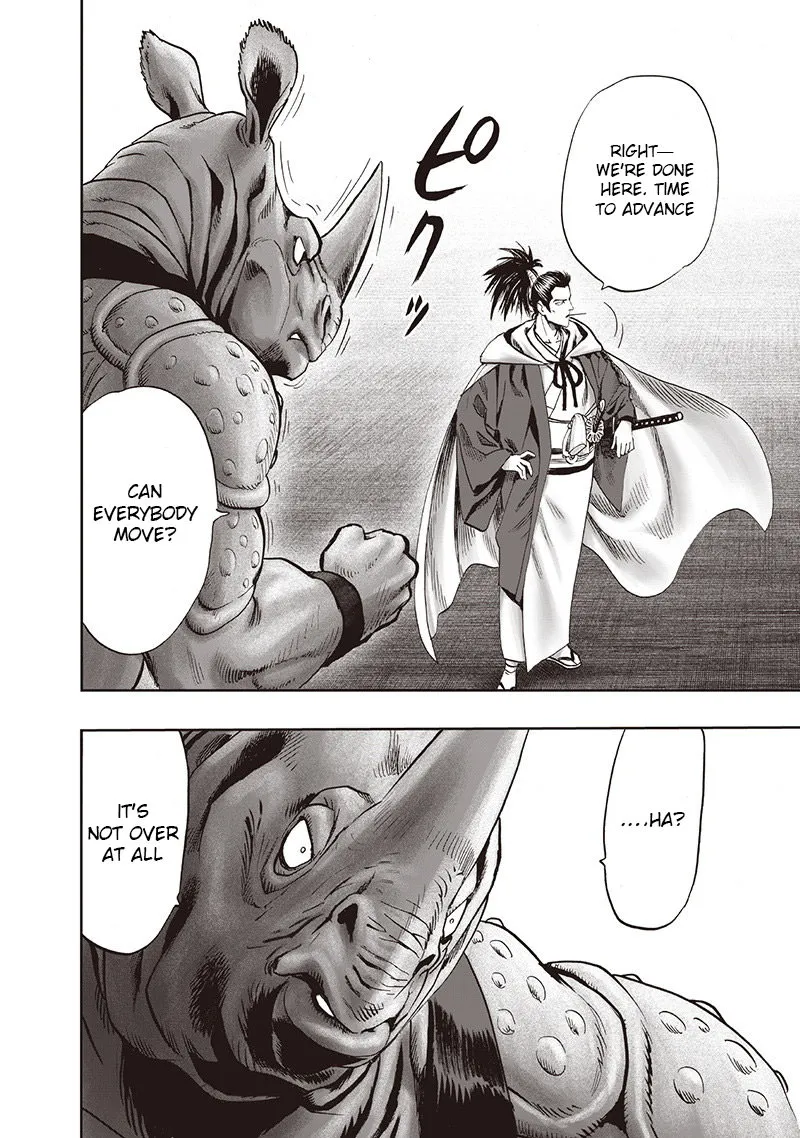 RIGHT—
WE'RE DONE
HERE. TIME
TO ADVANCE
ピクッ
CAN
EVERYBODY
MOVE?
....HA?
IT'S
NOT OVER
AT ALL